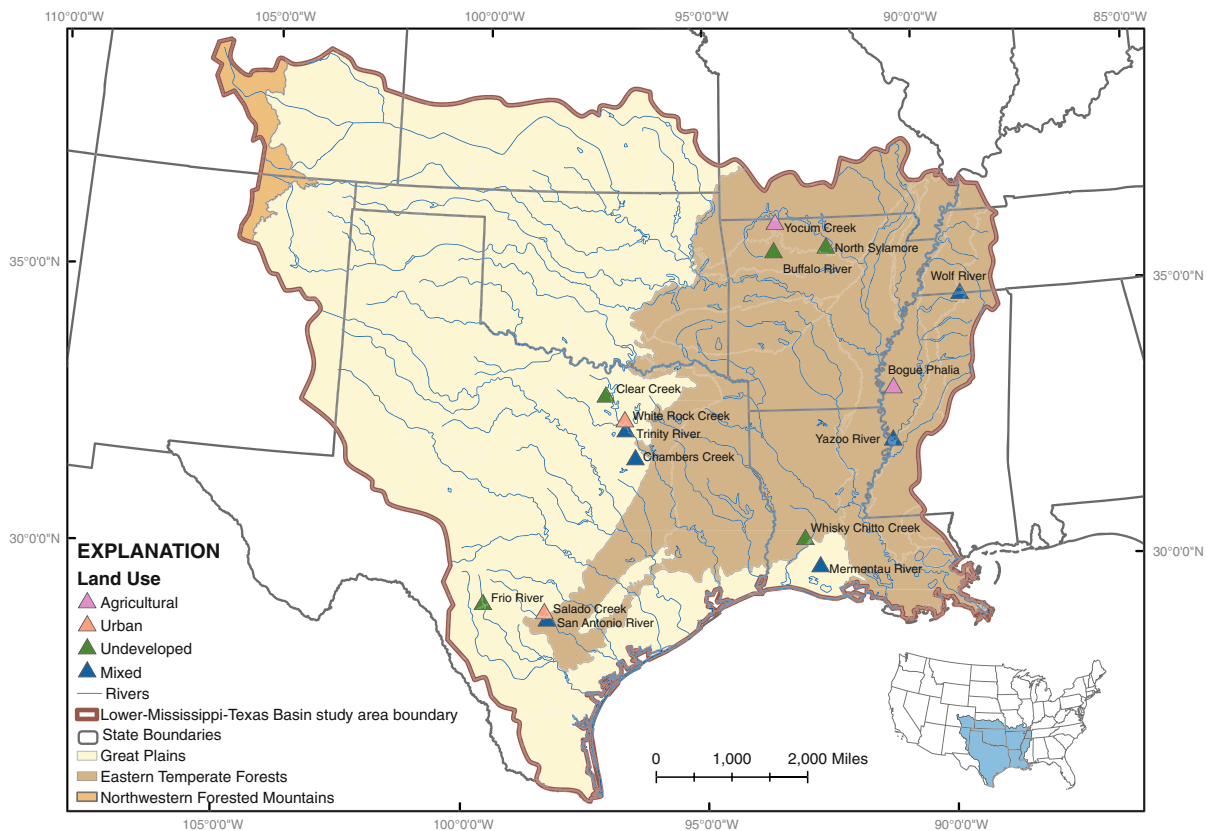 110°0'0"W 105°0'0"W 100°0'0"W 95°0'0"W 90°0'0"W 85°0'0"W
Yocum Creek
North Sylamore
Buffalo River
35°0'0"N
Wolf River
35°0'0"N
Bogue Phalia
Clear Creek
White Rock Creek
Trinity River
Yazoo River
Chambers Creek
Whisky Chitto Creek
30°0'0"N
30°0'0"N
Mermentau River
Frio River
Salado Creek
San Antonio River
EXPLANATION
Land Use
Agricultural
Urban
Undeveloped
Mixed
Rivers
Lower-Mississippi-Texas Basin study area boundary
State Boundaries
Great Plains
Eastern Temperate Forests
Northwestern Forested Mountains
0 1,000 2,000 Miles
105°0'0"W 100°0'0"W 95°0'0"W 90°0'0"W